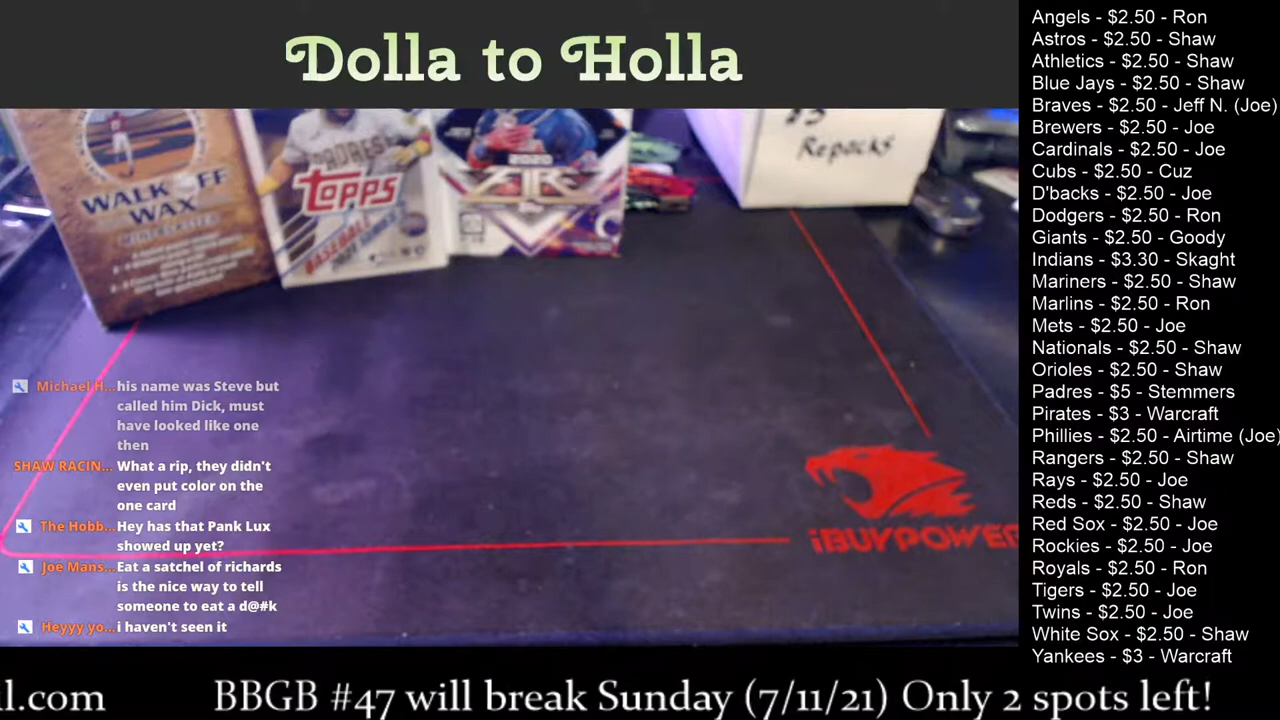 Dolla to Holla
WALK OFF
WAX
PADRES
TOPPS
BASEBALL
2020
FIRE
$3
Repacks
iBUYPOWER
Michael H... his name was Steve but
called him Dick, must
have looked like one
then
SHAW RACIN... What a rip, they didn't
even put color on the
one card
The Hobb... Hey has that Pank Lux
showed up yet?
Joe Mans... Eat a satchel of richards
is the nice way to tell
someone to eat a d@#k
Heyyy yo... i haven't seen it
Angels - $2.50 - Ron
Astros - $2.50 - Shaw
Athletics - $2.50 - Shaw
Blue Jays - $2.50 - Shaw
Braves - $2.50 - Jeff N. (Joe)
Brewers - $2.50 - Joe
Cardinals - $2.50 - Joe
Cubs - $2.50 - Cuz
D'backs - $2.50 - Joe
Dodgers - $2.50 - Ron
Giants - $2.50 - Goody
Indians - $3.30 - Skaght
Mariners - $2.50 - Shaw
Marlins - $2.50 - Ron
Mets - $2.50 - Joe
Nationals - $2.50 - Shaw
Orioles - $2.50 - Shaw
Padres - $5 - Stemmers
Pirates - $3 - Warcraft
Phillies - $2.50 - Airtime (Joe)
Rangers - $2.50 - Shaw
Rays - $2.50 - Joe
Reds - $2.50 - Shaw
Red Sox - $2.50 - Joe
Rockies - $2.50 - Joe
Royals - $2.50 - Ron
Tigers - $2.50 - Joe
Twins - $2.50 - Joe
White Sox - $2.50 - Shaw
Yankees - $3 - Warcraft
il.com BBGB #47 will break Sunday (7/11/21) Only 2 spots left!